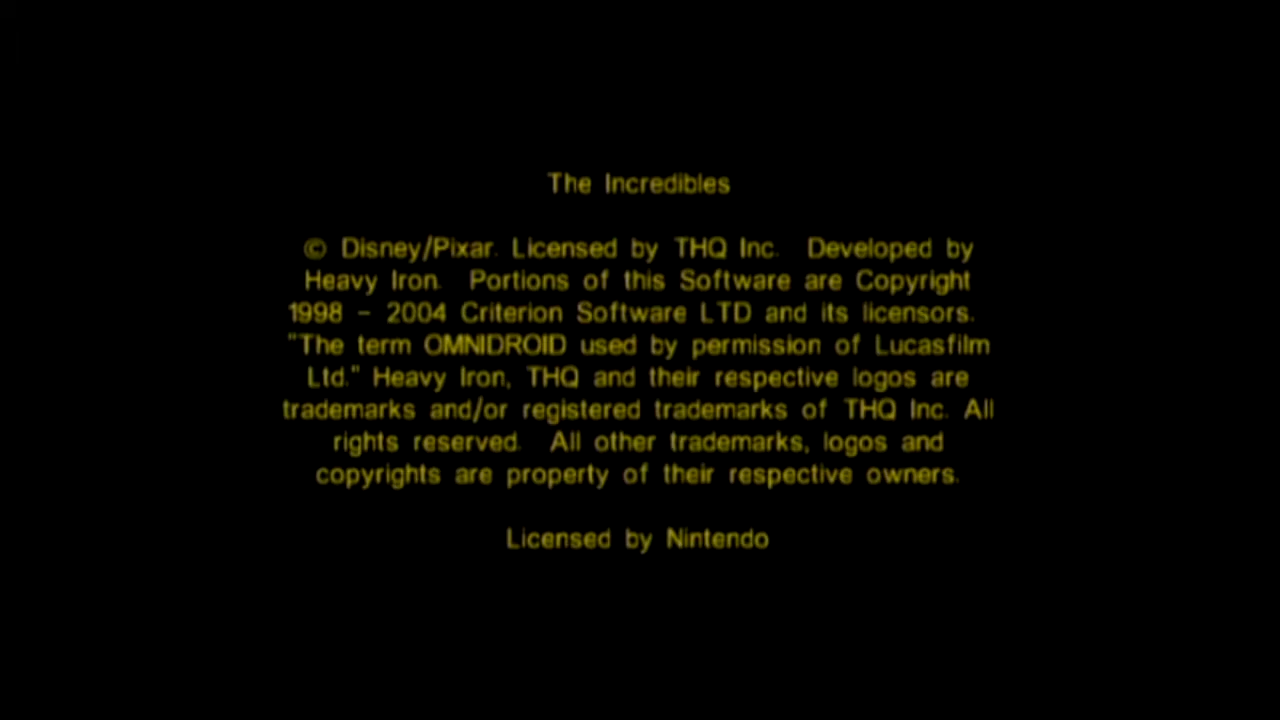 The Incredibles
© Disney/Pixar. Licensed by THQ Inc. Developed by
Heavy Iron. Portions of this Software are Copyright
1998 - 2004 Criterion Software LTD and its licensors.
"The term OMNIDROID used by permission of Lucasfilm
Ltd." Heavy Iron, THQ and their respective logos are
trademarks and/or registered trademarks of THQ Inc. All
rights reserved. All other trademarks, logos and
copyrights are property of their respective owners.
Licensed by Nintendo